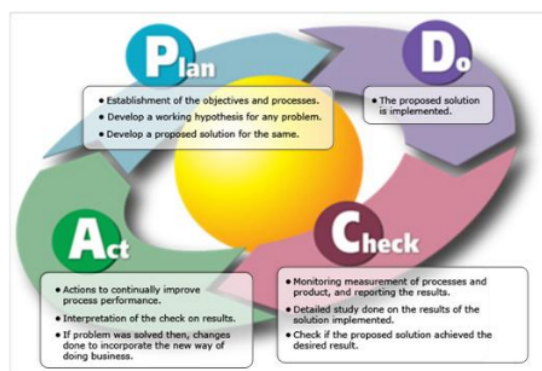 Plan
• Establishment of the objectives and processes.
• Develop a working hypothesis for any problem.
• Develop a proposed solution for the same.
Do
• The proposed solution
is implemented.
Check
• Monitoring measurement of processes and
product, and reporting the results.
• Detailed study done on the results of the
solution implemented.
• Check if the proposed solution achieved the
desired result.
Act
• Actions to continually improve
process performance.
• Interpretation of the check on results.
• If problem was solved then, changes
done to incorporate the new way of
doing business.